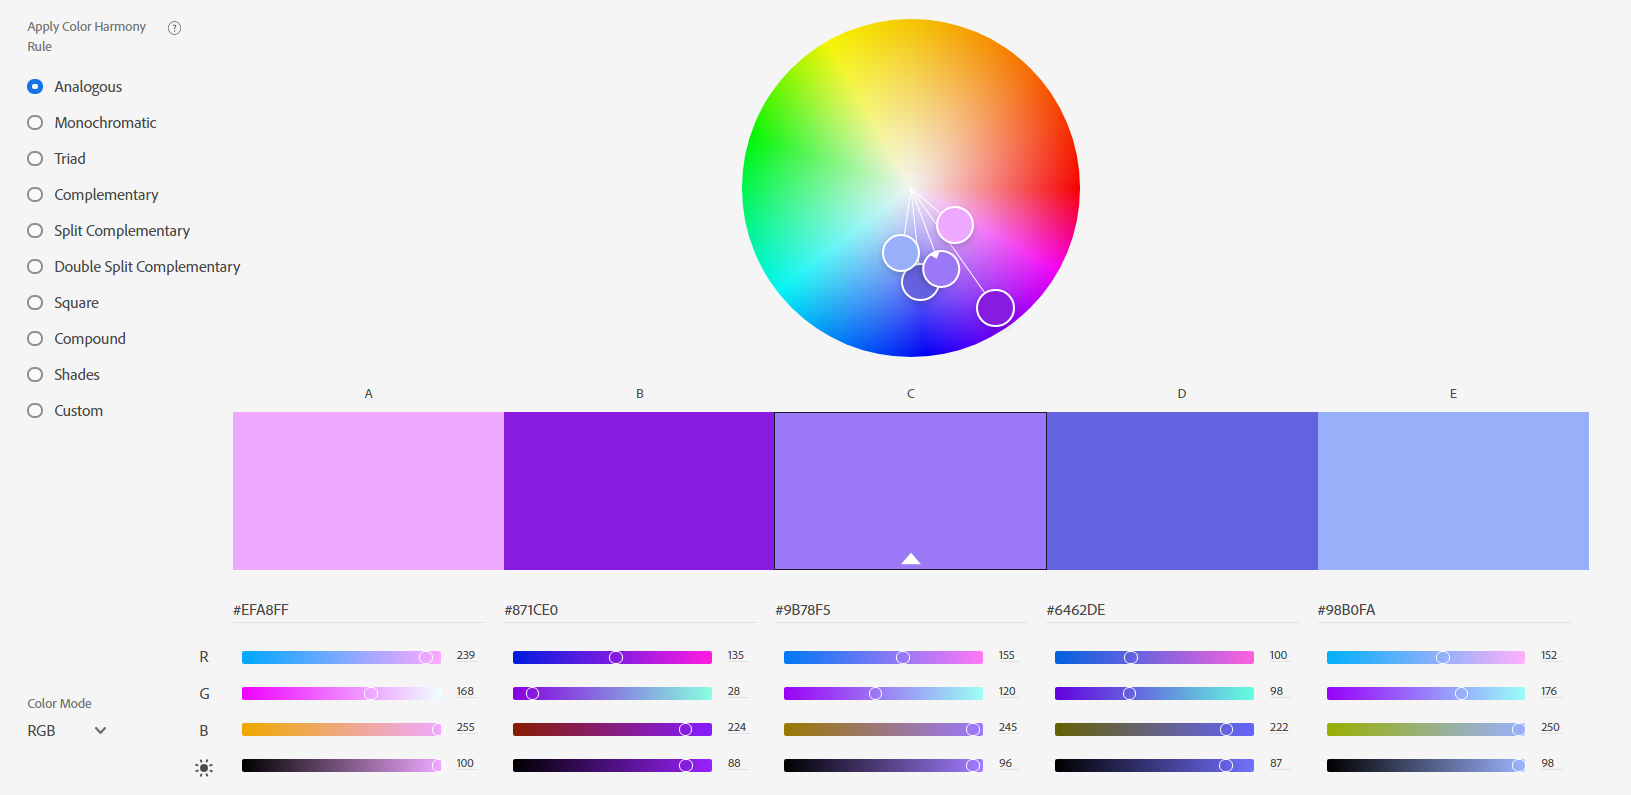 Apply Color Harmony
Rule
?
Analogous
Monochromatic
Triad
Complementary
Split Complementary
Double Split Complementary
Square
Compound
Shades
Custom
A B C D E
#EFA8FF #871CE0 #9B78F5 #6462DE #98B0FA
R 239 135 155 100 152
G 168 28 120 98 176
Color Mode
RGB
B 255 224 245 222 250
100 88 96 87 98